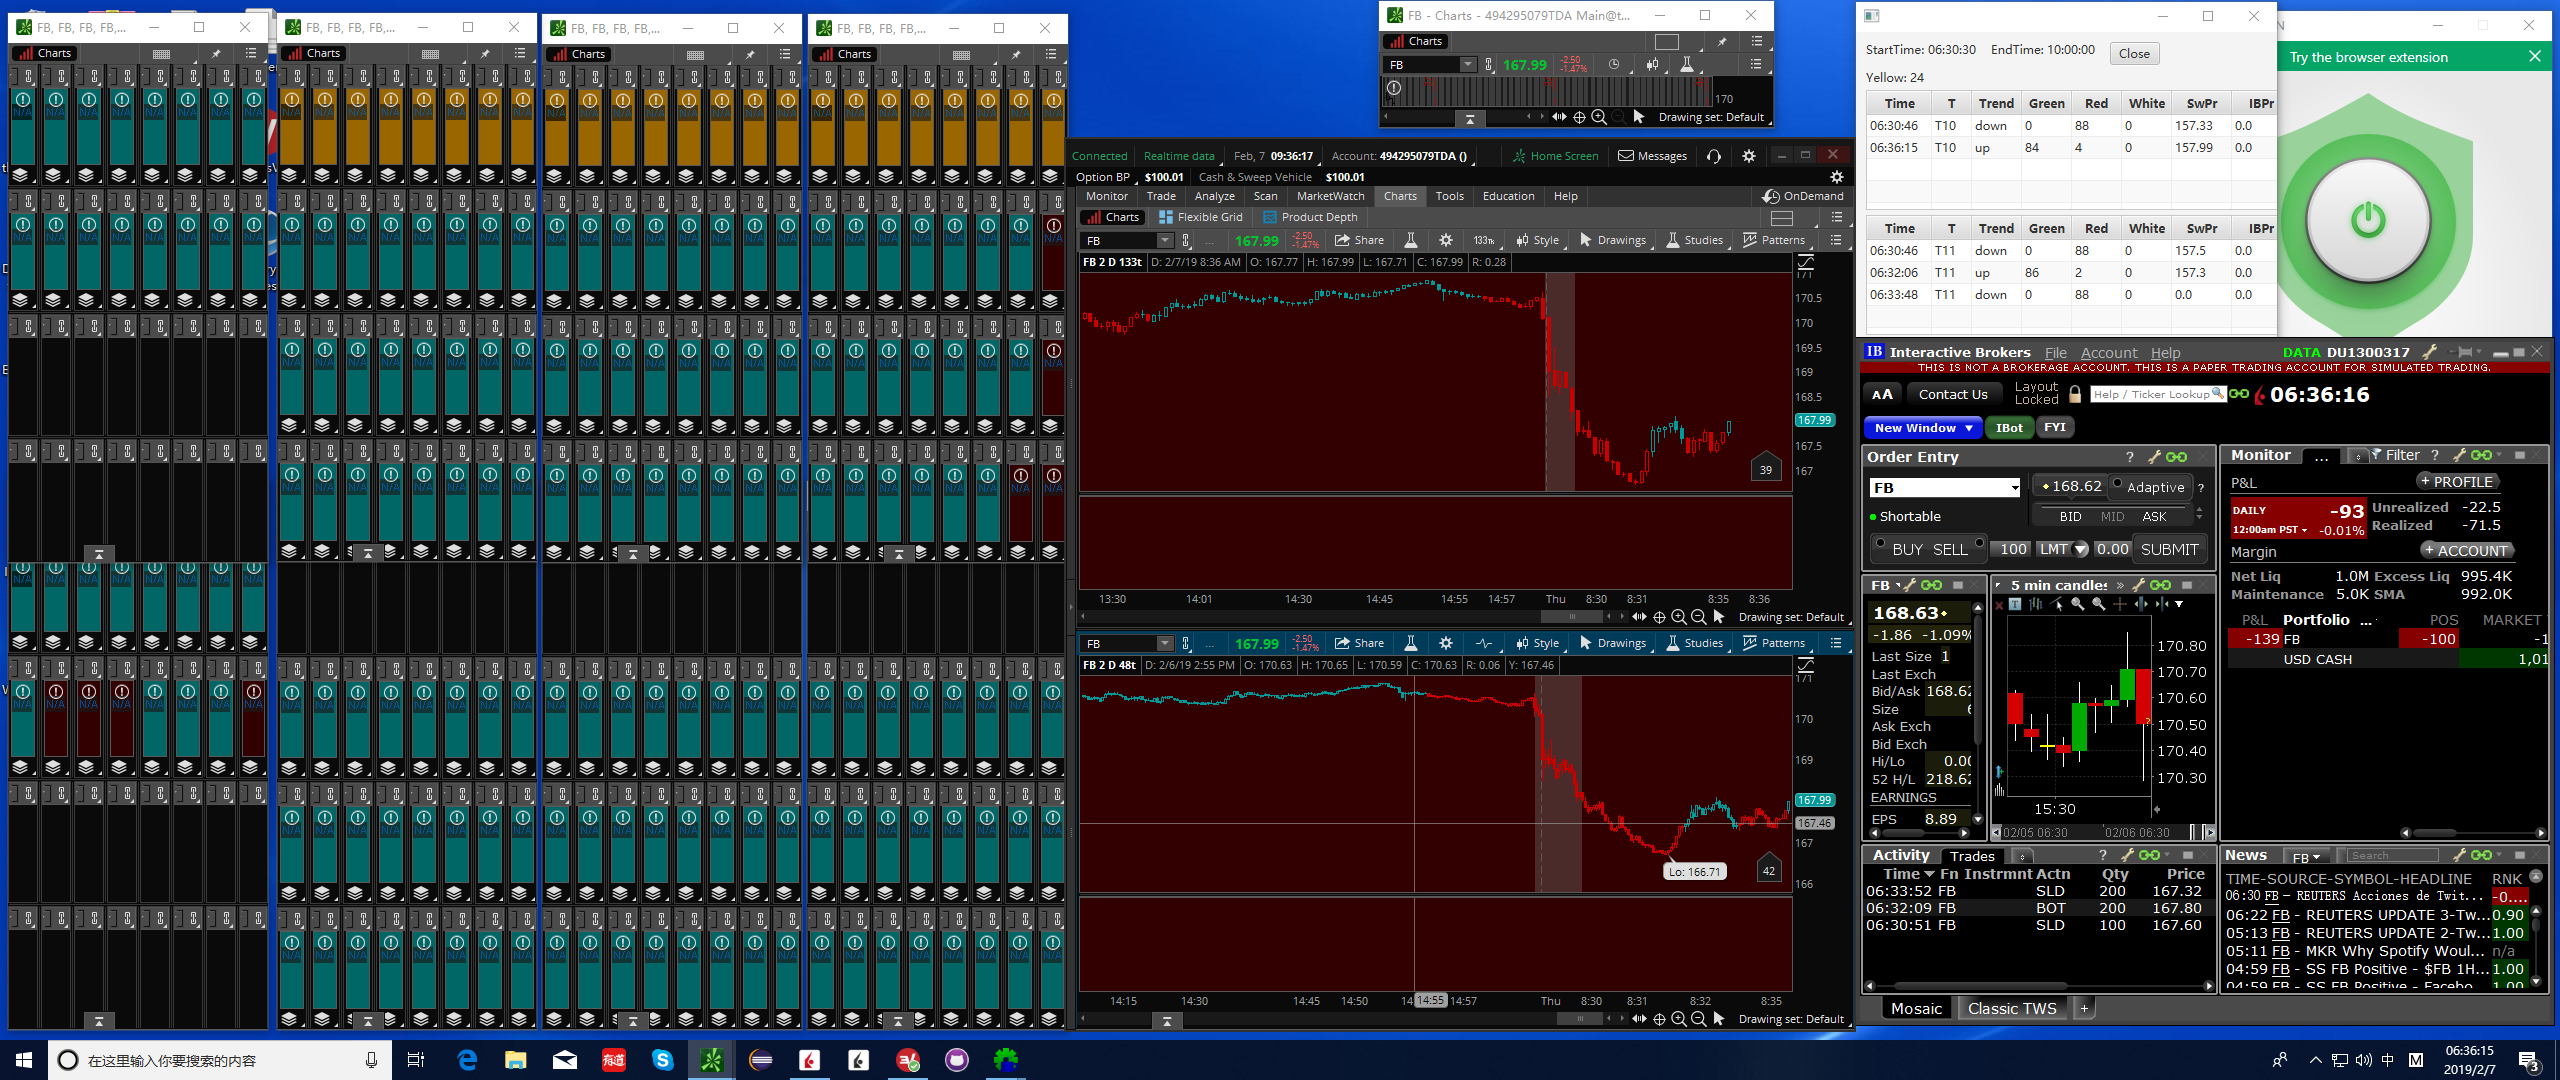 FB, FB, FB, FB,...
FB, FB, FB, FB,...
FB, FB, FB, FB,...
FB, FB, FB, FB,...
Charts
Charts
Charts
Charts
FB - Charts - 494295079TDA Main@t...
Charts
FB 167.99 -2.50 -1.47%
170
Drawing set: Default
StartTime: 06:30:30 EndTime: 10:00:00 Close
Yellow: 24
Time T Trend Green Red White SwPr IBPr
06:30:46 T10 down 0 88 0 157.33 0.0
06:36:15 T10 up 84 4 0 157.99 0.0
Time T Trend Green Red White SwPr IBPr
06:30:46 T11 down 0 88 0 157.5 0.0
06:32:06 T11 up 86 2 0 157.3 0.0
06:33:48 T11 down 0 88 0 0.0 0.0
Try the browser extension
Connected Realtime data Feb, 7 09:36:17 Account: 494295079TDA () Home Screen Messages
Option BP $100.01 Cash & Sweep Vehicle $100.01
Monitor Trade Analyze Scan MarketWatch Charts Tools Education Help OnDemand
Charts Flexible Grid Product Depth
FB ... 167.99 -2.50 -1.47% Share 133tk Style Drawings Studies Patterns
FB 2 D 133t D: 2/7/19 8:36 AM O: 167.77 H: 167.99 L: 167.71 C: 167.99 R: 0.28
171
170.5
170
169.5
169
168.5
167.99
167.5
167
39
13:30 14:01 14:30 14:45 14:55 14:57 Thu 8:30 8:31 8:35 8:36
Drawing set: Default
FB ... 167.99 -2.50 -1.47% Share Style Drawings Studies Patterns
FB 2 D 48t D: 2/6/19 2:55 PM O: 170.63 H: 170.65 L: 170.59 C: 170.63 R: 0.06 Y: 167.46
171
170
169
167.99
167.46
167
166
Lo: 166.71
42
14:15 14:30 14:45 14:50 14:55 14:57 Thu 8:30 8:31 8:32 8:35
Drawing set: Default
IB Interactive Brokers File Account Help DATA DU1300317
THIS IS NOT A BROKERAGE ACCOUNT. THIS IS A PAPER TRADING ACCOUNT FOR SIMULATED TRADING.
AA Contact Us Layout Locked Help / Ticker Lookup 06:36:16
New Window IBot FYI
Order Entry ?
FB 168.62 Adaptive ?
Shortable BID MID ASK
BUY SELL 100 LMT 0.00 SUBMIT
Monitor ... Filter ?
P&L + PROFILE
DAILY -93 Unrealized -22.5
12:00am PST -0.01% Realized -71.5
Margin + ACCOUNT
Net Liq 1.0M Excess Liq 995.4K
Maintenance 5.0K SMA 992.0K
P&L Portfolio ... POS MARKET
-139 FB -100 -1
USD CASH 1,01
FB
168.63
-1.86 -1.09%
Last Size 1
Last Exch
Bid/Ask 168.62
Size
Ask Exch
Bid Exch
Hi/Lo 0.00
52 H/L 218.62
EARNINGS
EPS 8.89
5 min candles
170.80
170.70
170.60
170.50
170.40
170.30
15:30
02/05 06:30 02/06 06:30
Activity Trades ?
Time Fn Instrmnt Actn Qty Price
06:33:52 FB SLD 200 167.32
06:32:09 FB BOT 200 167.80
06:30:51 FB SLD 100 167.60
News FB Search
TIME-SOURCE-SYMBOL-HEADLINE RNK
06:30 FB - REUTERS Acciones de Twit... -0....
06:22 FB - REUTERS UPDATE 3-Tw... 0.90
05:13 FB - REUTERS UPDATE 2-Tw... 1.00
05:11 FB - MKR Why Spotify Woul... n/a
04:59 FB - SS FB Positive - $FB 1H... 1.00
04:59 FB - SS FB Positive - Facebo... 1.00
Mosaic Classic TWS +
在这里输入你要搜索的内容
有道
中 M
06:36:15
2019/2/7
3